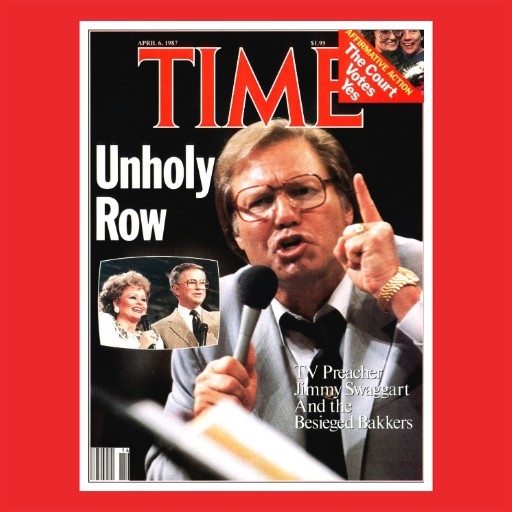 APRIL 6, 1987
$1.95
TIME
AFFIRMATIVE ACTION
The Court
Votes
Yes
Unholy
Row
TV Preacher
Jimmy Swaggart
And the
Besieged Bakkers